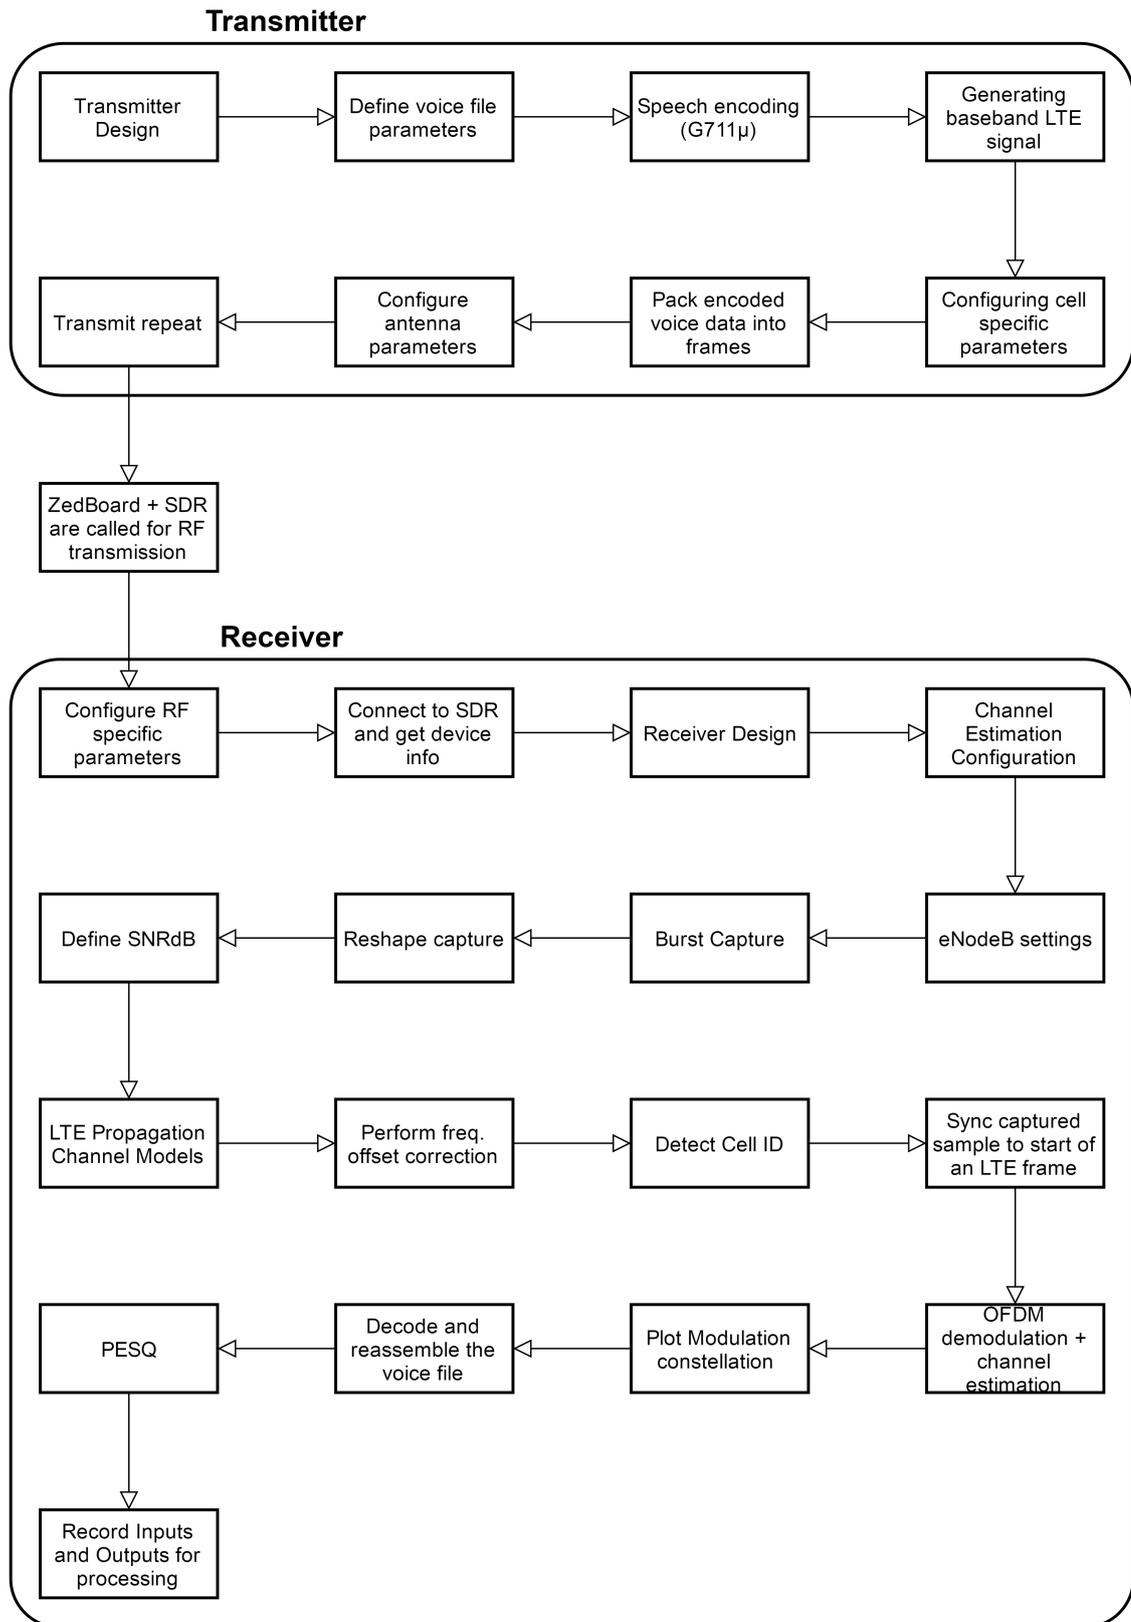 Transmitter
Transmitter
Design
Define voice file
parameters
Speech encoding
(G711µ)
Generating
baseband LTE
signal
Configuring cell
specific
parameters
Pack encoded
voice data into
frames
Configure
antenna
parameters
Transmit repeat
ZedBoard + SDR
are called for RF
transmission
Receiver
Configure RF
specific
parameters
Connect to SDR
and get device
info
Receiver Design
Channel
Estimation
Configuration
eNodeB settings
Burst Capture
Reshape capture
Define SNRdB
LTE Propagation
Channel Models
Perform freq.
offset correction
Detect Cell ID
Sync captured
sample to start of
an LTE frame
OFDM
demodulation +
channel
estimation
Plot Modulation
constellation
Decode and
reassemble the
voice file
PESQ
Record Inputs
and Outputs for
processing